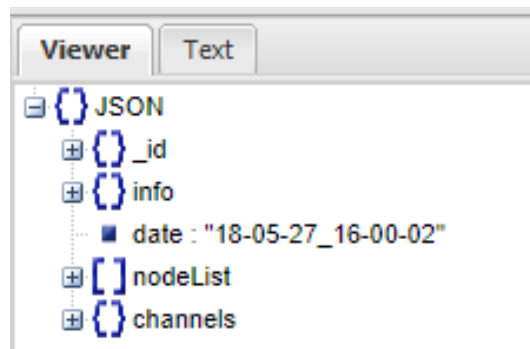 Viewer Text
{} JSON
{} _id
{} info
date : "18-05-27_16-00-02"
[ ] nodeList
{} channels